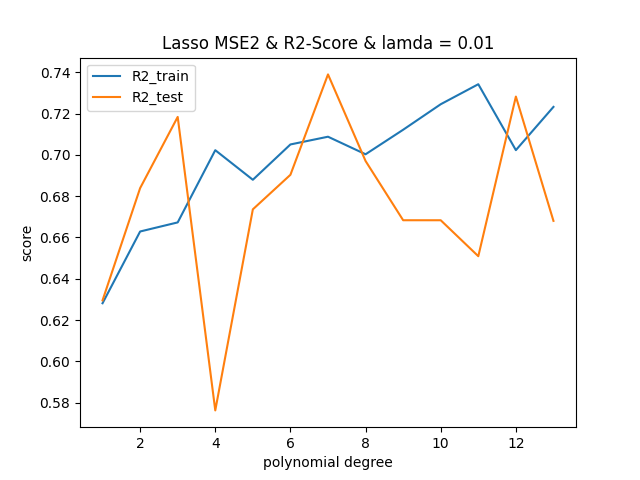 Lasso MSE2 & R2-Score & lamda = 0.01
R2_train
R2_test
0.74
0.72
0.70
0.68
0.66
0.64
0.62
0.60
0.58
score
2 4 6 8 10 12
polynomial degree